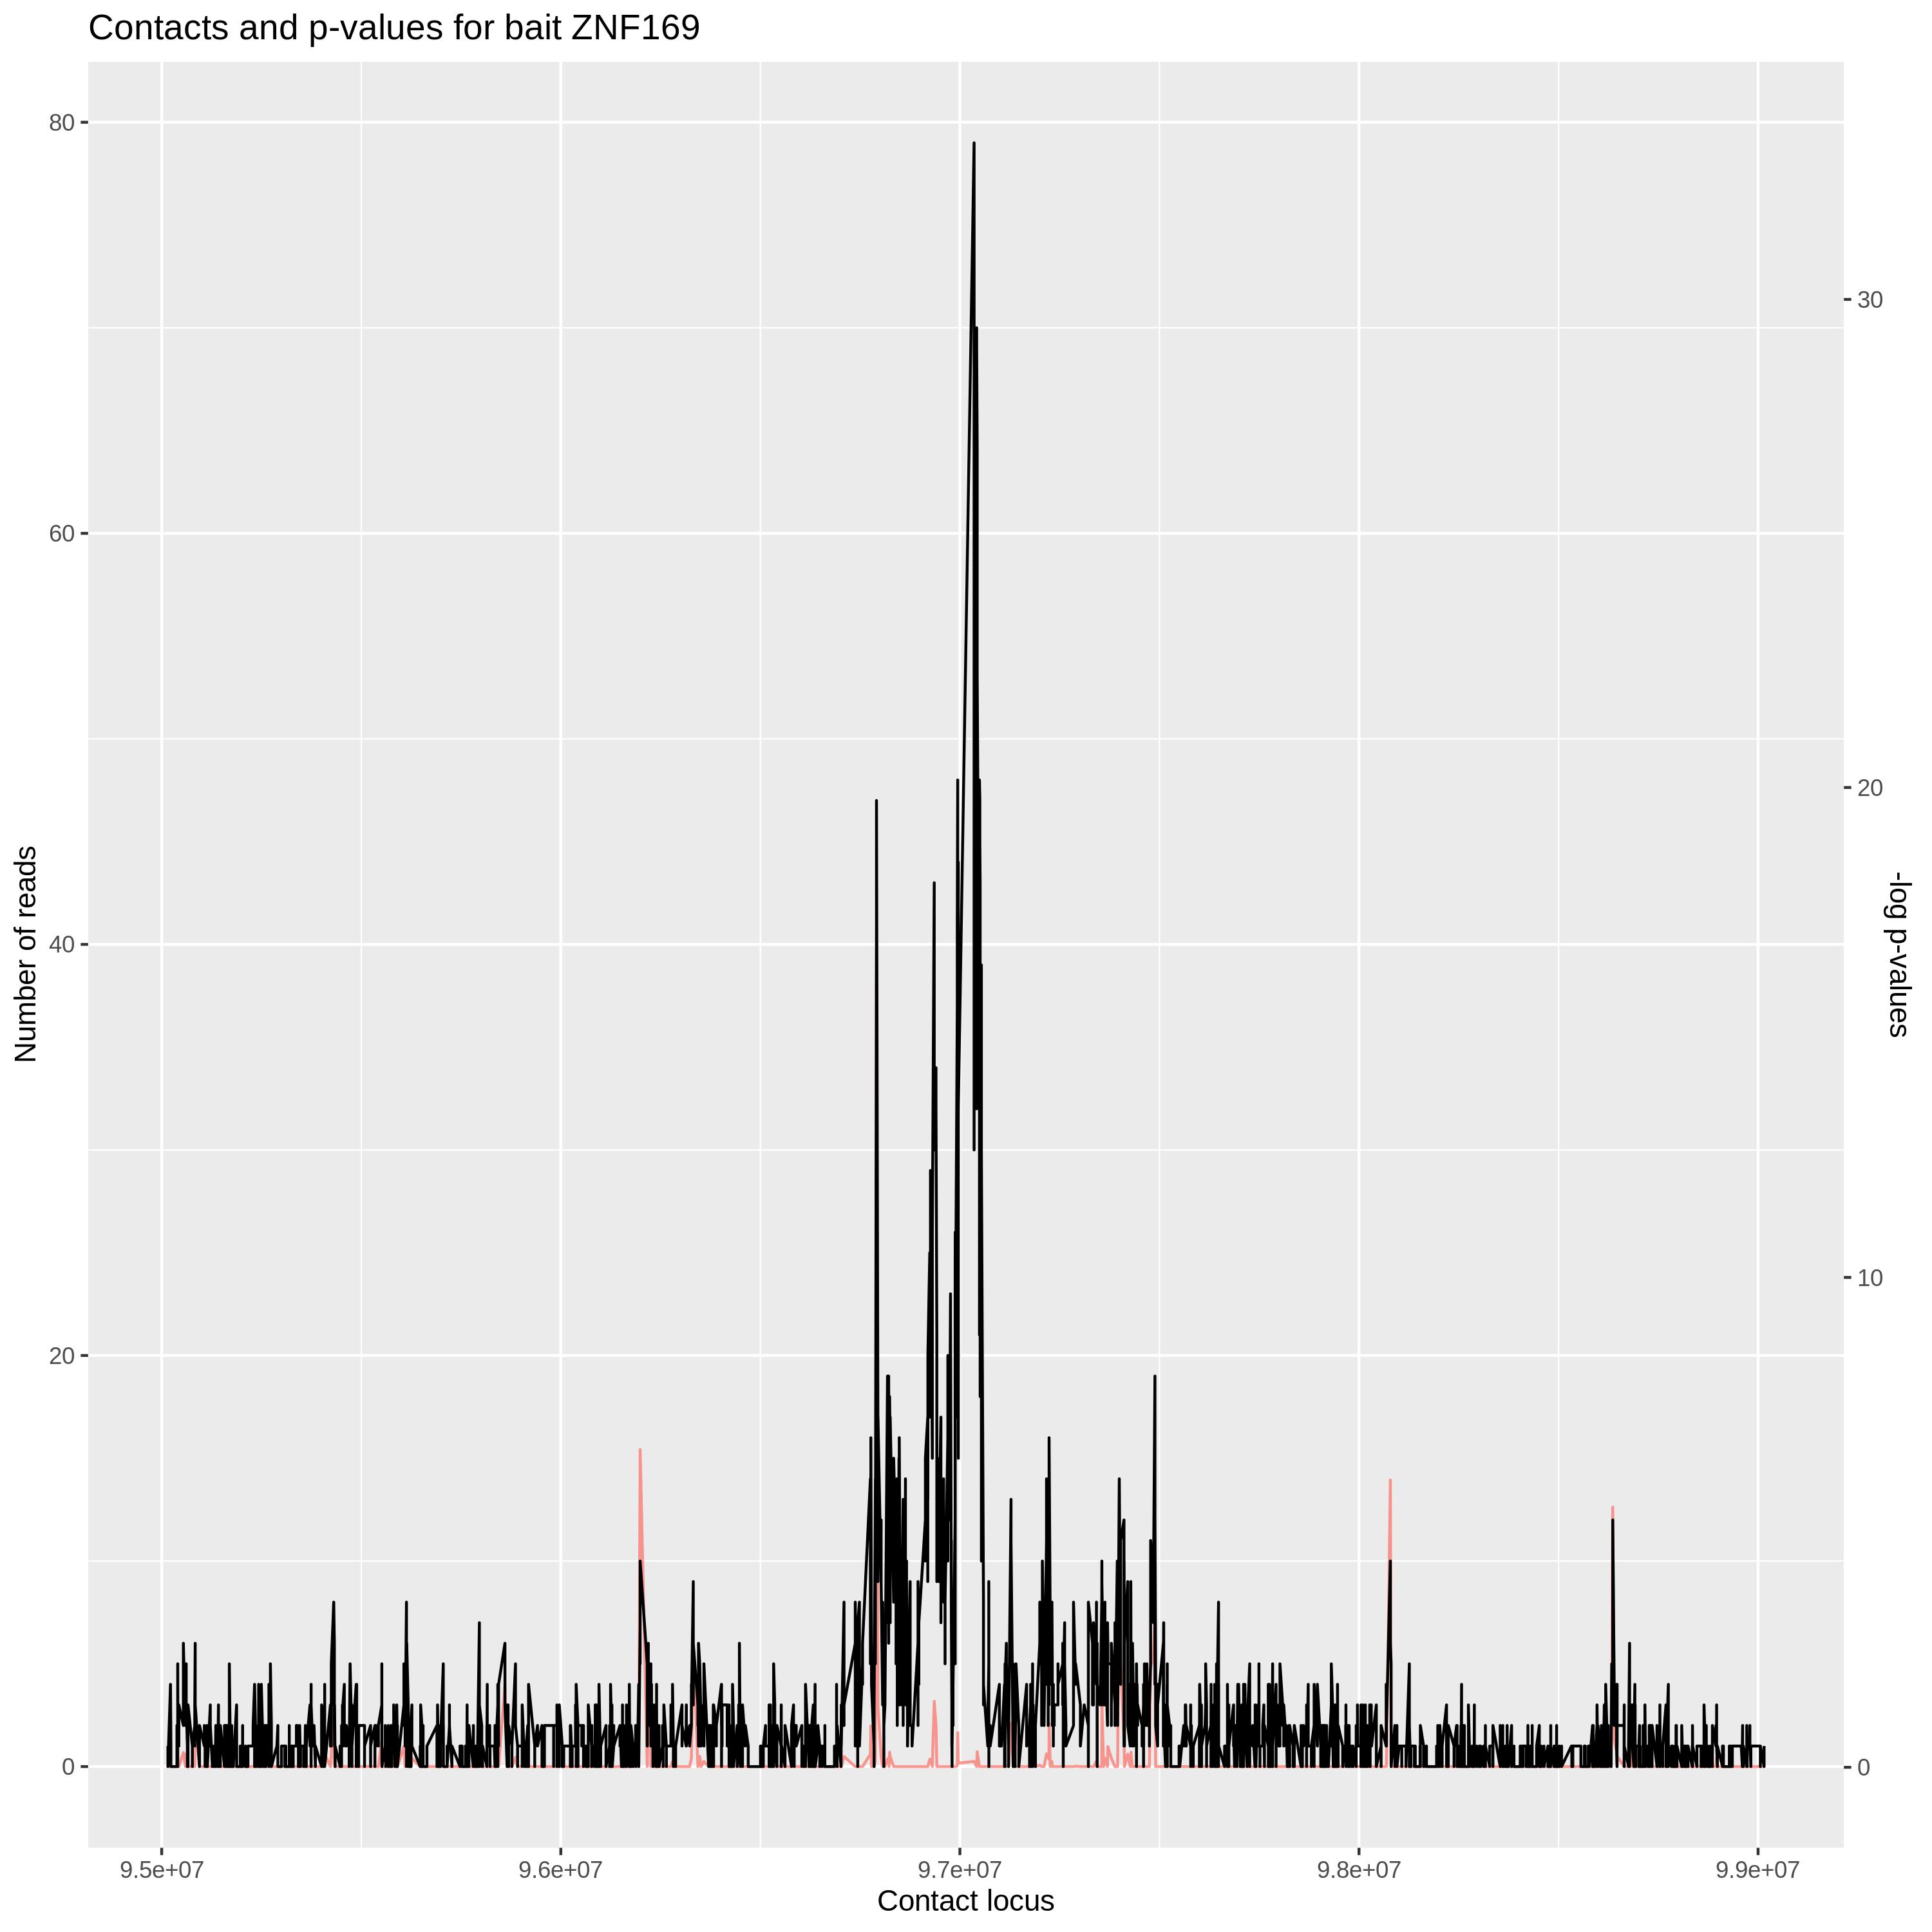 Contacts and p-values for bait ZNF169
80
60
40
20
0
Number of reads
30
20
10
0
-log p-values
9.5e+07 9.6e+07 9.7e+07 9.8e+07 9.9e+07
Contact locus